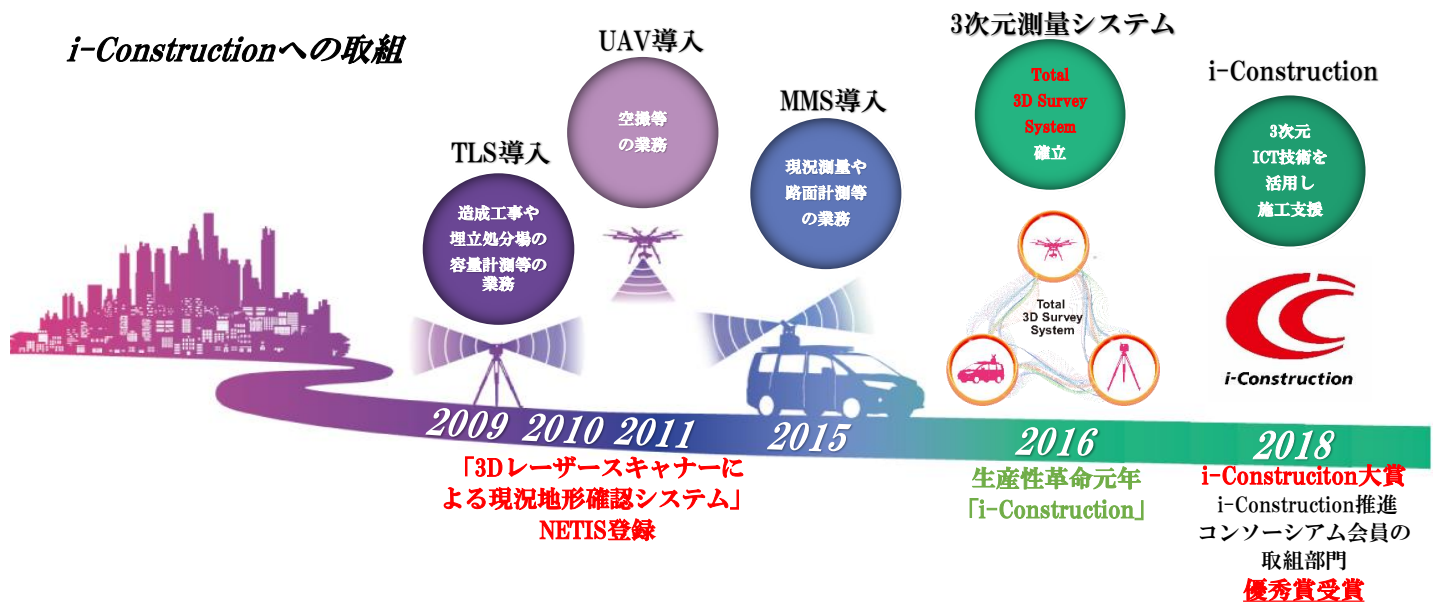 i-Constructionへの取組
TLS導入
造成工事や
埋立処分場の
容量計測等の
業務
UAV導入
空撮等
の業務
MMS導入
現況測量や
路面計測等
の業務
3次元測量システム
Total
3D Survey
System
確立
Total
3D Survey
System
i-Construction
3次元
ICT技術を
活用し
施工支援
i-Construction
2009 2010 2011 2015 2016 2018
「3Dレーザースキャナーに
よる現況地形確認システム」
NETIS登録
生産性革命元年
「i-Construction」
i-Construciton大賞
i-Construction推進
コンソーシアム会員の
取組部門
優秀賞受賞